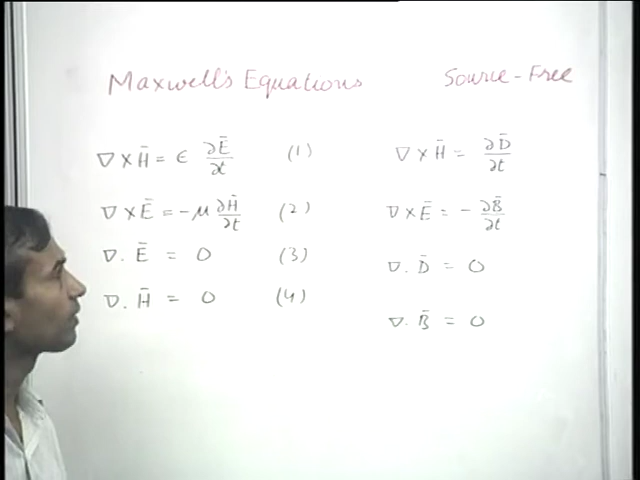 Maxwell's Equations Source-Free
∇×H̄ = ϵ ∂Ē/∂t (1) ∇×H̄ = ∂D̄/∂t
∇×Ē = -μ ∂H̄/∂t (2) ∇×Ē = - ∂B̄/∂t
∇. Ē = 0 (3) ∇. D̄ = 0
∇. H̄ = 0 (4) ∇. B̄ = 0